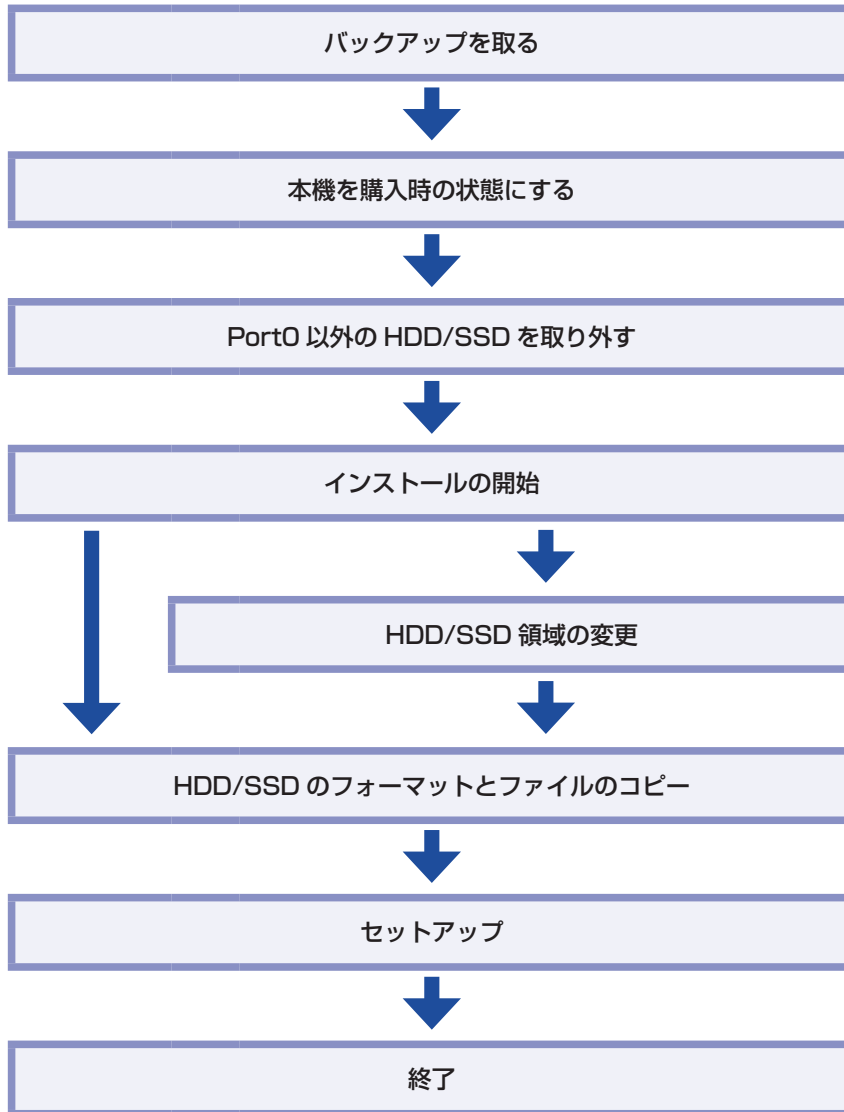 バックアップを取る
本機を購入時の状態にする
Port0 以外の HDD/SSD を取り外す
インストールの開始
HDD/SSD 領域の変更
HDD/SSD のフォーマットとファイルのコピー
セットアップ
終了